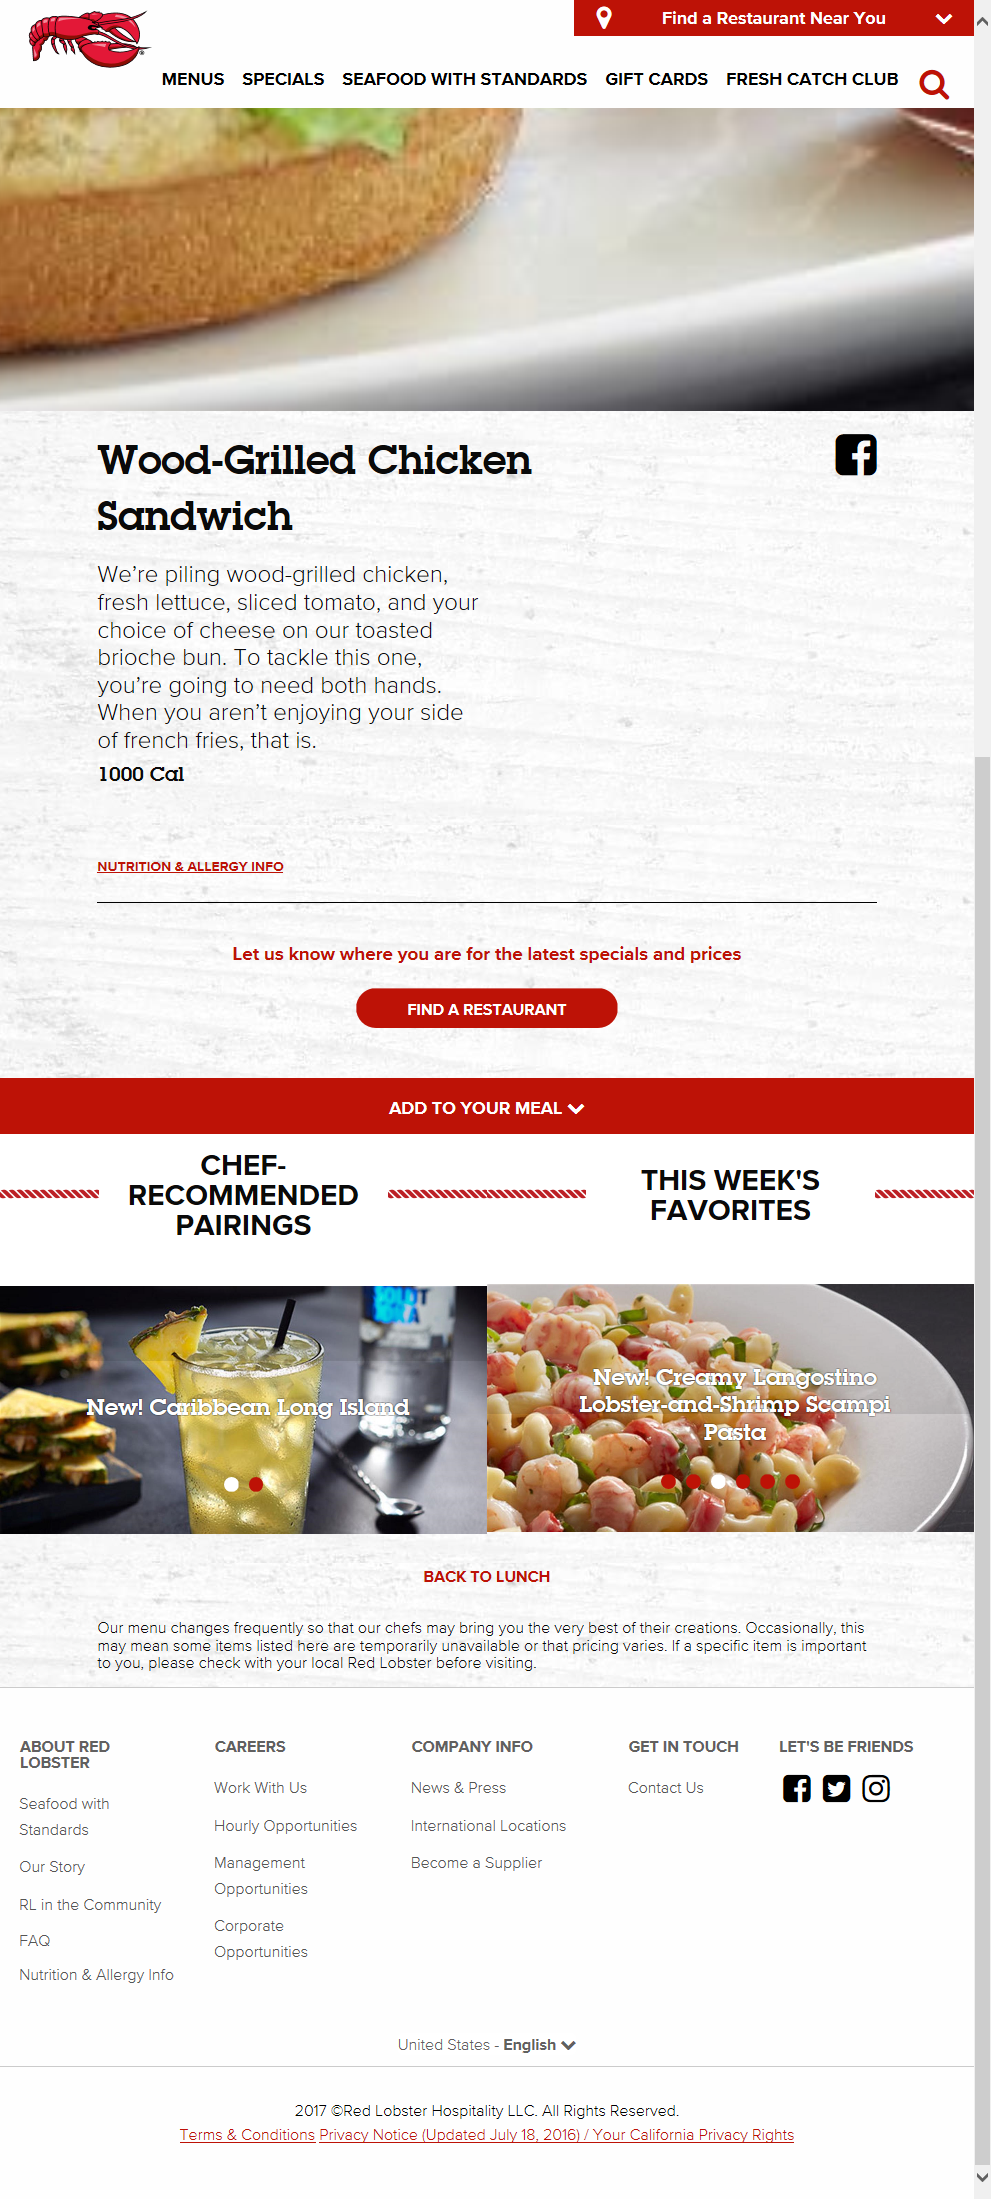 Find a Restaurant Near You
MENUS SPECIALS SEAFOOD WITH STANDARDS GIFT CARDS FRESH CATCH CLUB
Wood-Grilled Chicken
Sandwich
We’re piling wood-grilled chicken,
fresh lettuce, sliced tomato, and your
choice of cheese on our toasted
brioche bun. To tackle this one,
you’re going to need both hands.
When you aren’t enjoying your side
of french fries, that is.
1000 Cal
NUTRITION & ALLERGY INFO
Let us know where you are for the latest specials and prices
FIND A RESTAURANT
ADD TO YOUR MEAL
CHEF-
RECOMMENDED
PAIRINGS
THIS WEEK'S
FAVORITES
New! Caribbean Long Island
New! Creamy Langostino
Lobster-and-Shrimp Scampi
Pasta
BACK TO LUNCH
Our menu changes frequently so that our chefs may bring you the very best of their creations. Occasionally, this
may mean some items listed here are temporarily unavailable or that pricing varies. If a specific item is important
to you, please check with your local Red Lobster before visiting.
ABOUT RED
LOBSTER
Seafood with
Standards
Our Story
RL in the Community
FAQ
Nutrition & Allergy Info
CAREERS
Work With Us
Hourly Opportunities
Management
Opportunities
Corporate
Opportunities
COMPANY INFO
News & Press
International Locations
Become a Supplier
GET IN TOUCH
Contact Us
LET'S BE FRIENDS
United States - English
2017 ©Red Lobster Hospitality LLC. All Rights Reserved.
Terms & Conditions Privacy Notice (Updated July 18, 2016) / Your California Privacy Rights